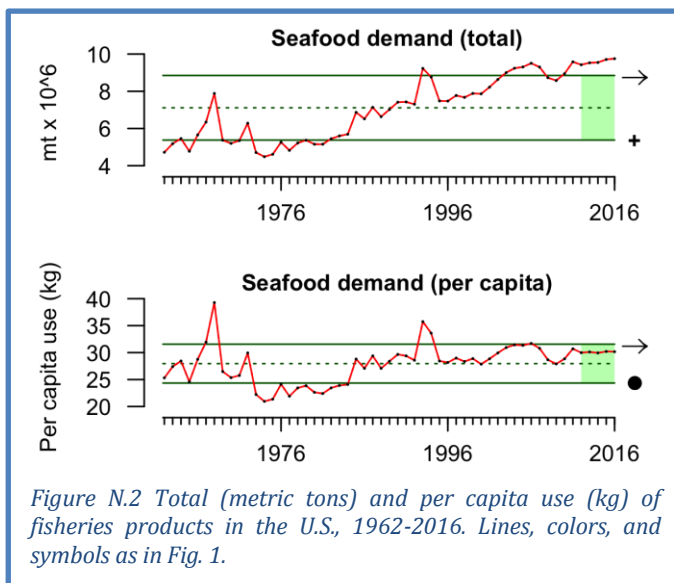 Seafood demand (total)
mt x 10^6
10
8
6
4
1976 1996 2016
Seafood demand (per capita)
Per capita use (kg)
40
35
30
25
20
1976 1996 2016
Figure N.2 Total (metric tons) and per capita use (kg) of
fisheries products in the U.S., 1962-2016. Lines, colors, and
symbols as in Fig. 1.